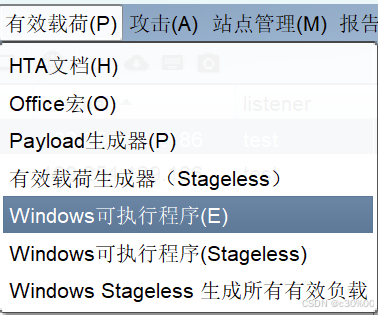 有效载荷(P) 攻击(A) 站点管理(M) 报告
HTA文档(H)
Office宏(O)
listener
Payload生成器(P)
test
有效载荷生成器（Stageless）
Windows可执行程序(E)
Windows可执行程序(Stageless)
Windows Stageless 生成所有有效负载